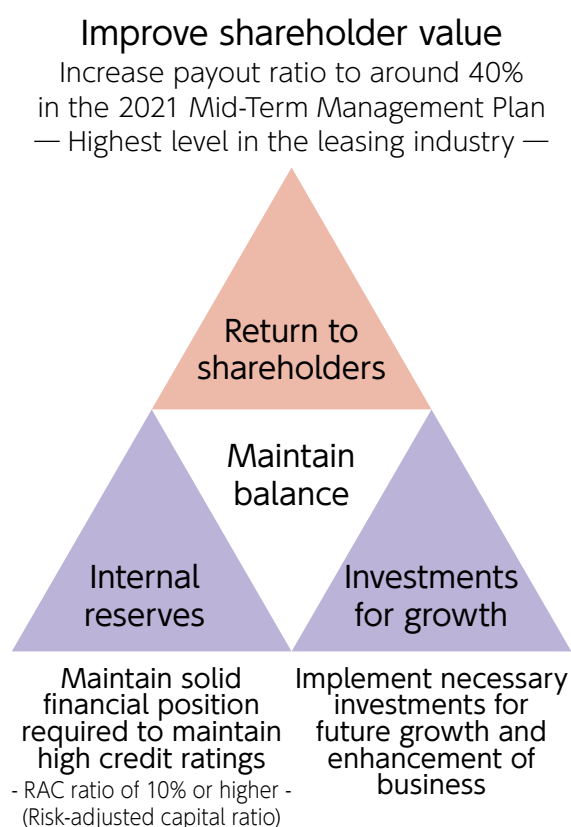 Improve shareholder value
Increase payout ratio to around 40%
in the 2021 Mid-Term Management Plan
— Highest level in the leasing industry —
Return to
shareholders
Maintain
balance
Internal
reserves
Investments
for growth
Maintain solid
financial position
required to maintain
high credit ratings
- RAC ratio of 10% or higher -
(Risk-adjusted capital ratio)
Implement necessary
investments for
future growth and
enhancement of
business